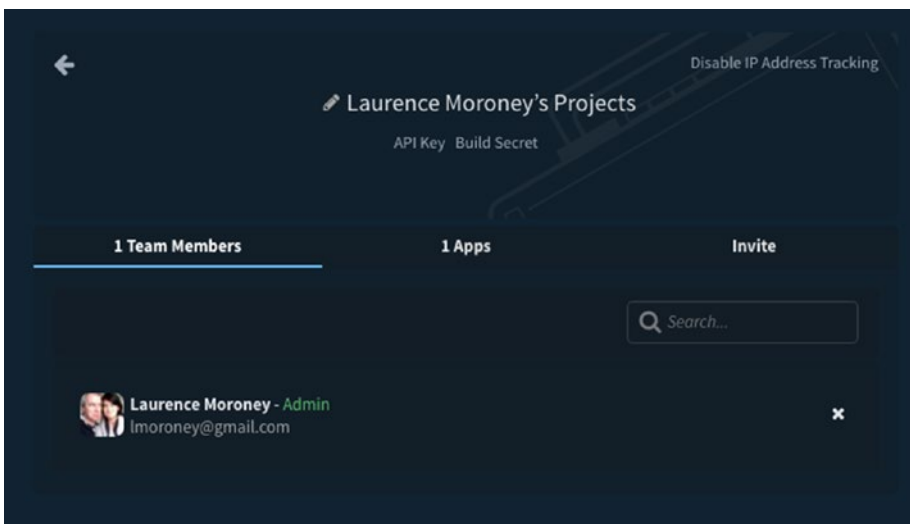 Disable IP Address Tracking
Laurence Moroney's Projects
API Key Build Secret
1 Team Members 1 Apps Invite
Search...
Laurence Moroney - Admin
lmoroney@gmail.com